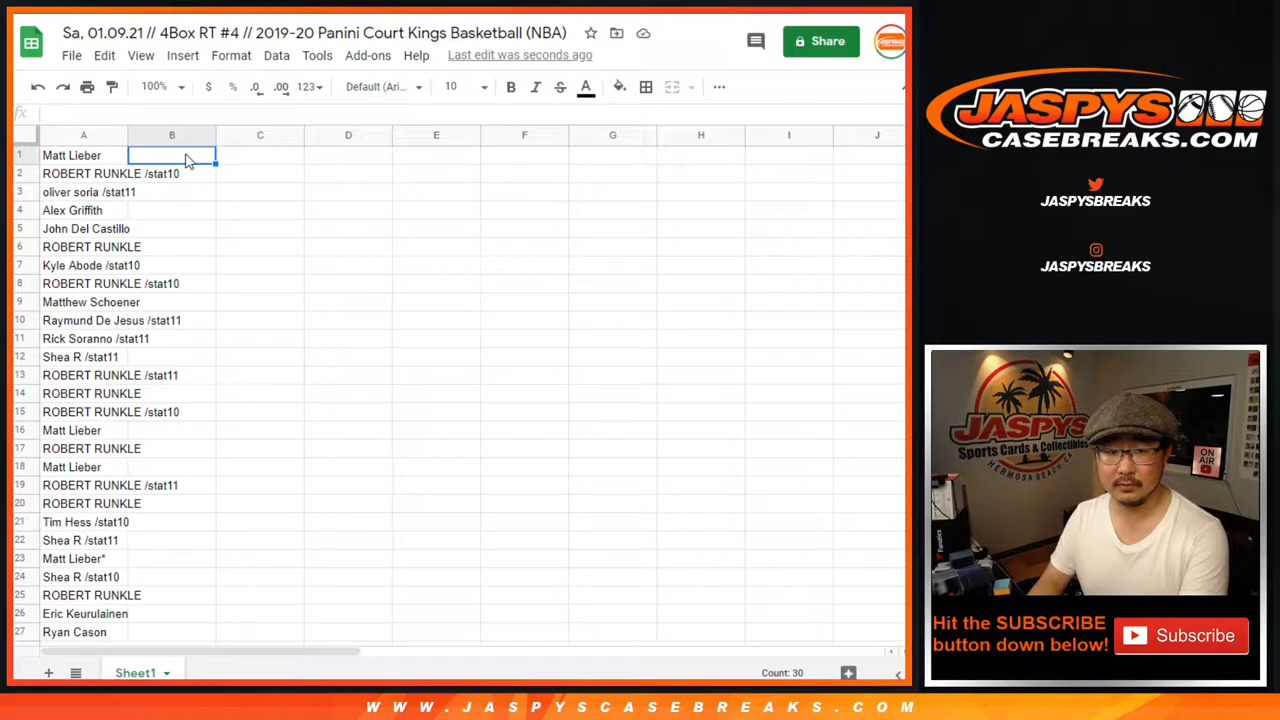 Sa, 01.09.21 // 4Box RT #4 // 2019-20 Panini Court Kings Basketball (NBA)
Share
File Edit View Insert Format Data Tools Add-ons Help Last edit was seconds ago
100% $ % .0 .00 123 Default (Ari... 10 B I S A
fx
A B C D E F G H I J
1 Matt Lieber
2 ROBERT RUNKLE /stat10
3 oliver soria /stat11
4 Alex Griffith
5 John Del Castillo
6 ROBERT RUNKLE
7 Kyle Abode /stat10
8 ROBERT RUNKLE /stat10
9 Matthew Schoener
10 Raymund De Jesus /stat11
11 Rick Soranno /stat11
12 Shea R /stat11
13 ROBERT RUNKLE /stat11
14 ROBERT RUNKLE
15 ROBERT RUNKLE /stat10
16 Matt Lieber
17 ROBERT RUNKLE
18 Matt Lieber
19 ROBERT RUNKLE /stat11
20 ROBERT RUNKLE
21 Tim Hess /stat10
22 Shea R /stat11
23 Matt Lieber*
24 Shea R /stat10
25 ROBERT RUNKLE
26 Eric Keurulainen
27 Ryan Cason
Sheet1
Count: 30
JASPYS
CASEBREAKS.COM
JASPYSBREAKS
JASPYSBREAKS
JASPYS
Sports Cards & Collectibles
HERMOSA BEACH CA
ON AIR
Fanatics
Hit the SUBSCRIBE
button down below!
Subscribe
WWW.JASPYSCASEBREAKS.COM